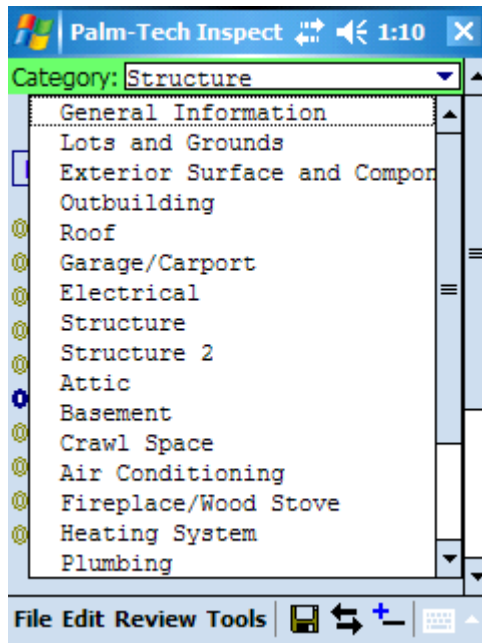 Palm-Tech Inspect 1:10
Category: Structure
General Information
Lots and Grounds
Exterior Surface and Compon
Outbuilding
Roof
Garage/Carport
Electrical
Structure
Structure 2
Attic
Basement
Crawl Space
Air Conditioning
Fireplace/Wood Stove
Heating System
Plumbing
File Edit Review Tools